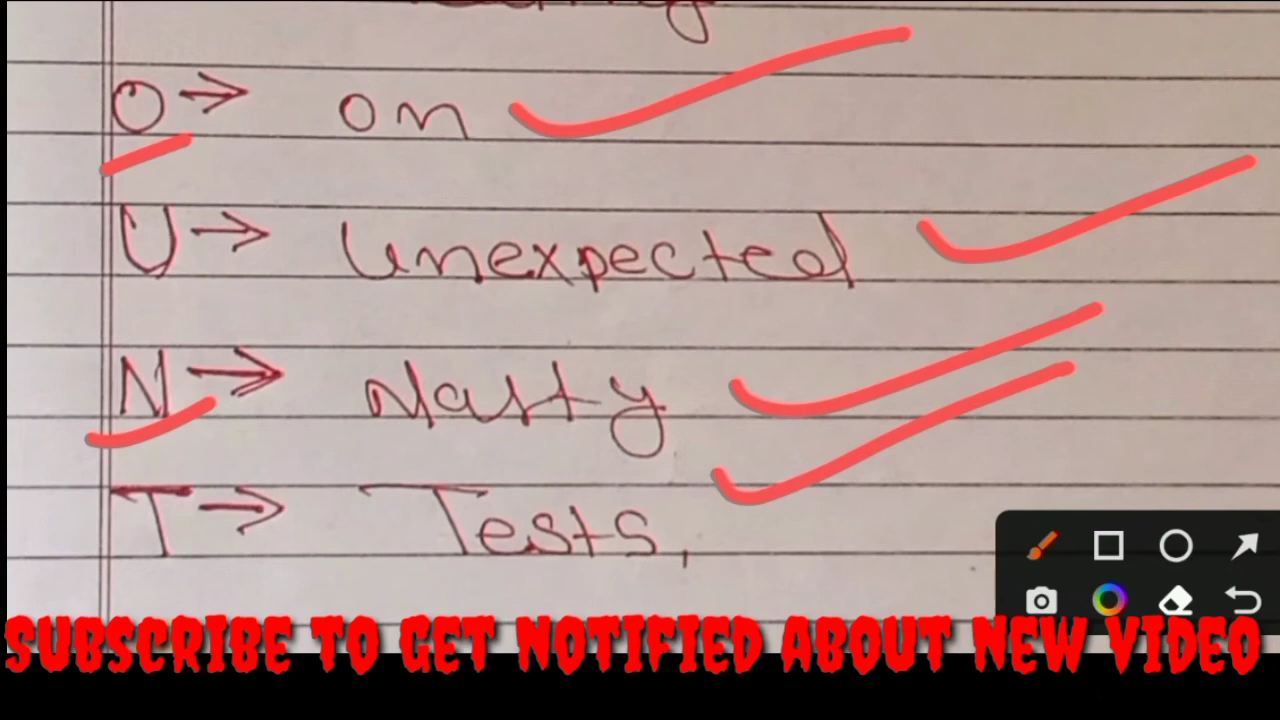 O → on
U → Unexpected
N → Nasty
T → Tests,
SUBSCRIBE TO GET NOTIFIED ABOUT NEW VIDEO